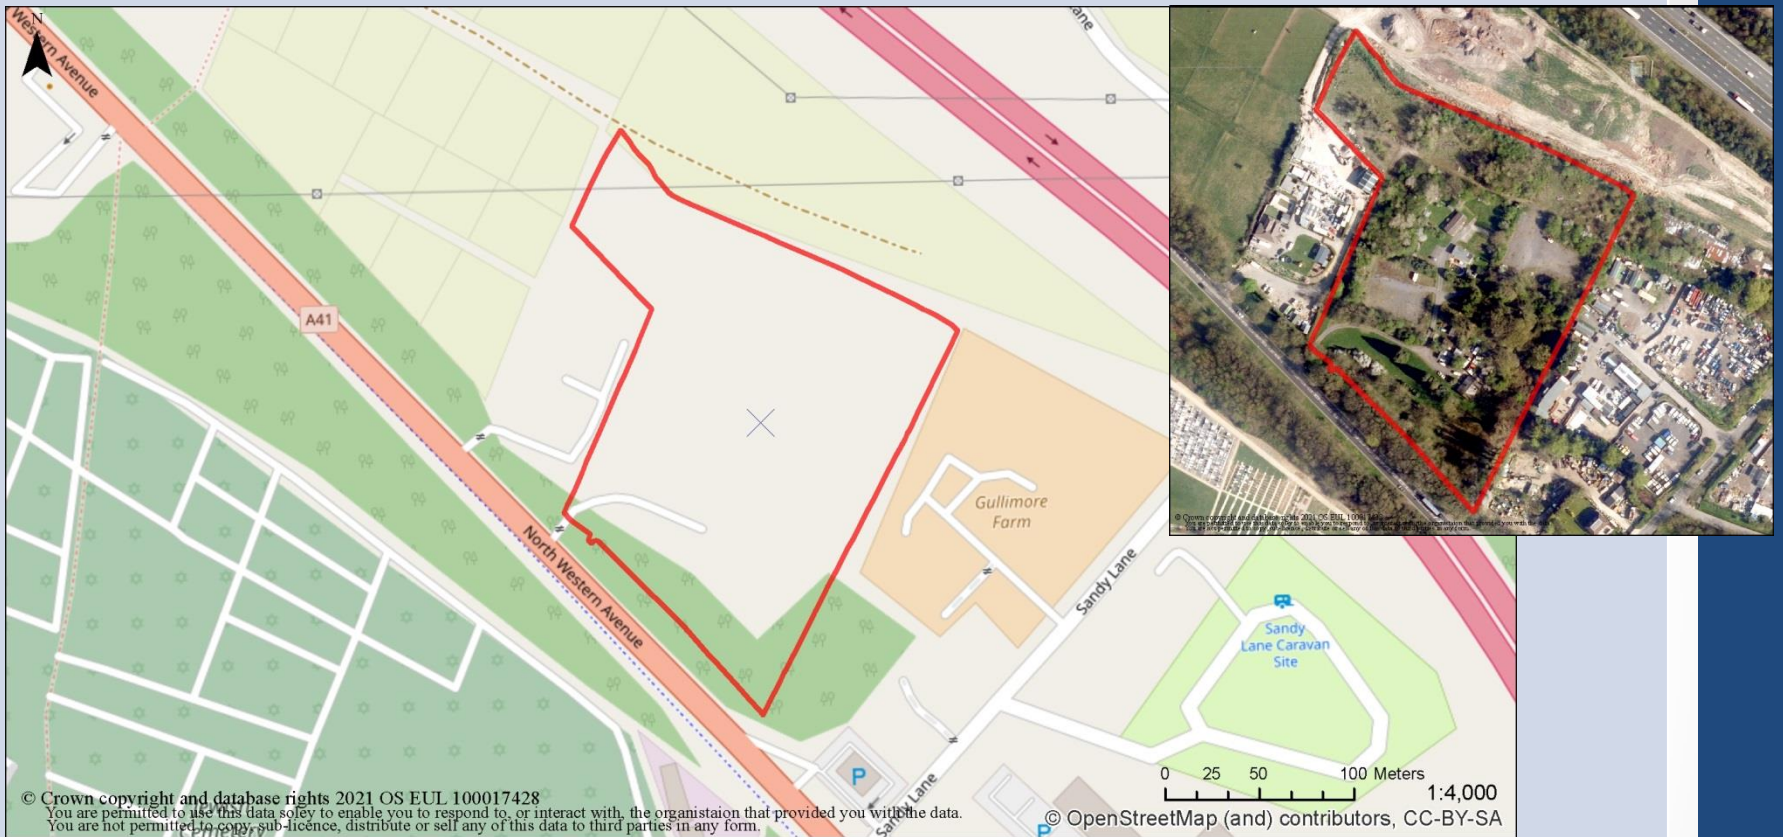 N
Western Avenue
A41
North Western Avenue
Gullimore
Farm
Sandy Lane
Sandy
Lane Caravan
Site
P
Sandy Lane
P
Jewish
Cemetery
0 25 50 100 Meters
1:4,000
© Crown copyright and database rights 2021 OS EUL 100017428
You are permitted to use this data soley to enable you to respond to, or interact with, the organistaion that provided you with the data.
You are not permitted to copy, sub-licence, distribute or sell any of this data to third parties in any form.
© OpenStreetMap (and) contributors, CC-BY-SA